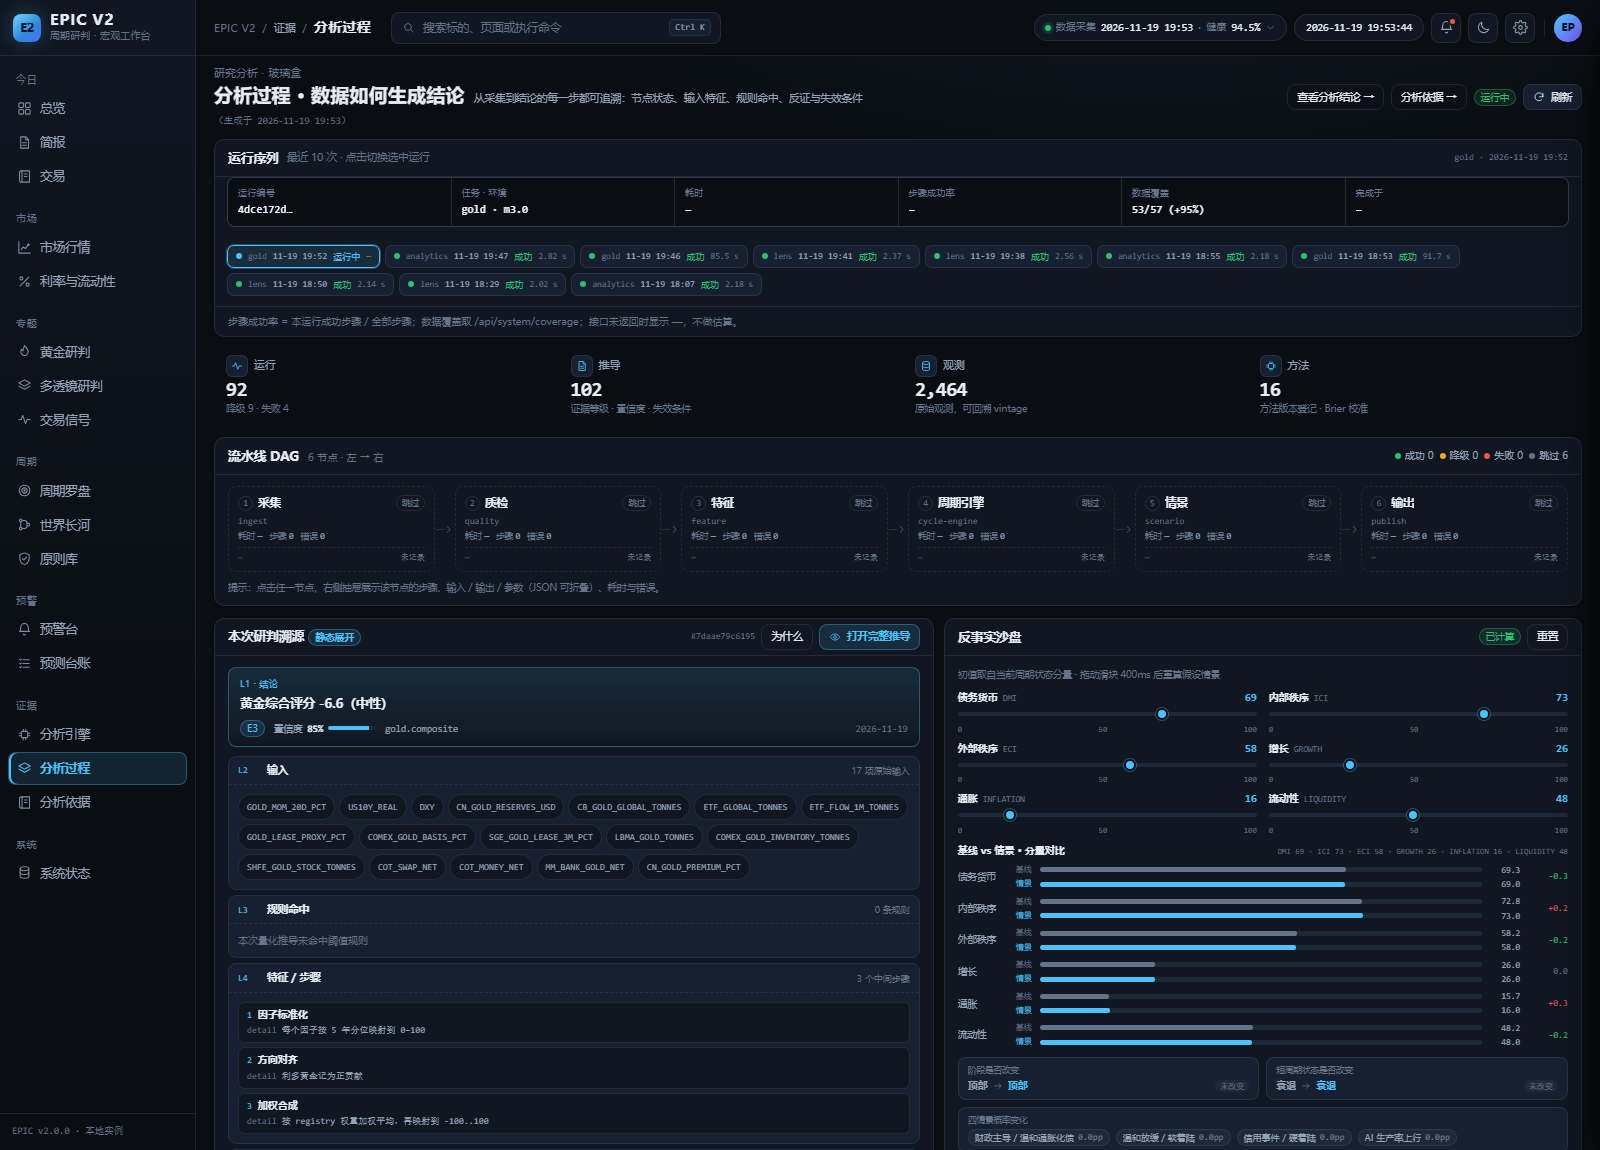 E2
EPIC V2
周期研判 · 宏观工作台
今日
总览
简报
交易
市场
市场行情
利率与流动性
专题
黄金研判
多透镜研判
交易信号
周期
周期罗盘
世界长河
原则库
预警
预警台
预测台账
证据
分析引擎
分析过程
分析依据
系统
系统状态
EPIC v2.0.0 · 本地实例
EPIC V2 / 证据 / 分析过程
搜索标的、页面或执行命令
Ctrl K
数据采集 2026-11-19 19:53 · 健康 94.5%
2026-11-19 19:53:44
EP
研究分析 · 玻璃盒
分析过程 • 数据如何生成结论
从采集到结论的每一步都可追溯：节点状态、输入特征、规则命中、反证与失效条件
（生成于 2026-11-19 19:53）
查看分析结论 →
分析依据 →
运行中
刷新
运行序列 最近 10 次 · 点击切换选中运行
gold · 2026-11-19 19:52
运行编号
4dce172d…
任务 · 环境
gold · m3.0
耗时
—
步骤成功率
—
数据覆盖
53/57 (+95%)
完成于
—
gold 11-19 19:52 运行中 —
analytics 11-19 19:47 成功 2.82 s
gold 11-19 19:46 成功 85.5 s
lens 11-19 19:41 成功 2.37 s
lens 11-19 19:38 成功 2.56 s
analytics 11-19 18:55 成功 2.18 s
gold 11-19 18:53 成功 91.7 s
lens 11-19 18:50 成功 2.14 s
lens 11-19 18:29 成功 2.02 s
analytics 11-19 18:07 成功 2.18 s
步骤成功率 = 本运行成功步骤 / 全部步骤；数据覆盖取 /api/system/coverage；接口未返回时显示 —，不做估算。
运行
92
降级 9 · 失败 4
推导
102
证据等级 · 置信度 · 失效条件
观测
2,464
原始观测，可回溯 vintage
方法
16
方法版本登记 · Brier 校准
流水线 DAG 6 节点 · 左 → 右
成功 0 降级 0 失败 0 跳过 6
1 采集 跳过
ingest
耗时 — 步骤 0 错误 0
— 未记录
2 质检 跳过
quality
耗时 — 步骤 0 错误 0
— 未记录
3 特征 跳过
feature
耗时 — 步骤 0 错误 0
— 未记录
4 周期引擎 跳过
cycle-engine
耗时 — 步骤 0 错误 0
— 未记录
5 情景 跳过
scenario
耗时 — 步骤 0 错误 0
— 未记录
6 输出 跳过
publish
耗时 — 步骤 0 错误 0
— 未记录
提示：点击任一节点，右侧抽屉展示该节点的步骤、输入 / 输出 / 参数（JSON 可折叠）、耗时与错误。
本次研判溯源 静态展开
#7daae79c6195
为什么
打开完整推导
L1 · 结论
黄金综合评分 -6.6（中性）
E3 置信度 85% gold.composite
2026-11-19
L2 输入
17 项原始输入
GOLD_MOM_20D_PCT US10Y_REAL DXY CN_GOLD_RESERVES_USD CB_GOLD_GLOBAL_TONNES ETF_GLOBAL_TONNES ETF_FLOW_1M_TONNES
GOLD_LEASE_PROXY_PCT COMEX_GOLD_BASIS_PCT SGE_GOLD_LEASE_3M_PCT LBMA_GOLD_TONNES COMEX_GOLD_INVENTORY_TONNES
SHFE_GOLD_STOCK_TONNES COT_SWAP_NET COT_MONEY_NET MM_BANK_GOLD_NET CN_GOLD_PREMIUM_PCT
L3 规则命中
0 条规则
本次量化推导未命中阈值规则
L4 特征 / 步骤
3 个中间步骤
1 因子标准化
detail 每个因子按 5 年分位映射到 0—100
2 方向对齐
detail 利多黄金记为正贡献
3 加权合成
detail 按 registry 权重加权平均，再映射到 -100..100
反事实沙盘
已计算
重置
初值取自当前周期状态分量 · 拖动滑块 400ms 后重算假设情景
债务货币 DMI 69
0 50 100
内部秩序 ICI 73
0 50 100
外部秩序 ECI 58
0 50 100
增长 GROWTH 26
0 50 100
通胀 INFLATION 16
0 50 100
流动性 LIQUIDITY 48
0 50 100
基线 vs 情景 • 分量对比
DMI 69 · ICI 73 · ECI 58 · GROWTH 26 · INFLATION 16 · LIQUIDITY 48
债务货币 基线 69.3 -0.3
情景 69.0
内部秩序 基线 72.8 +0.2
情景 73.0
外部秩序 基线 58.2 -0.2
情景 58.0
增长 基线 26.0 0.0
情景 26.0
通胀 基线 15.7 +0.3
情景 16.0
流动性 基线 48.2 -0.2
情景 48.0
阶段是否改变
顶部 → 顶部 未改变
短周期状态是否改变
衰退 → 衰退 未改变
四情景概率变化
财政主导 / 温和通胀化债 0.0pp
温和放缓 / 软着陆 0.0pp
信用事件 / 硬着陆 0.0pp
AI 生产率上行 0.0pp